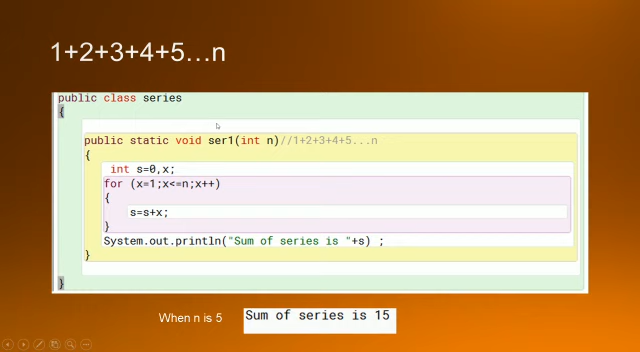 1+2+3+4+5...n
public class series
{
public static void ser1(int n)//1+2+3+4+5...n
{
int s=0,x;
for (x=1;x<=n;x++)
{
s=s+x;
}
System.out.println("Sum of series is "+s) ;
}
}
When n is 5
Sum of series is 15